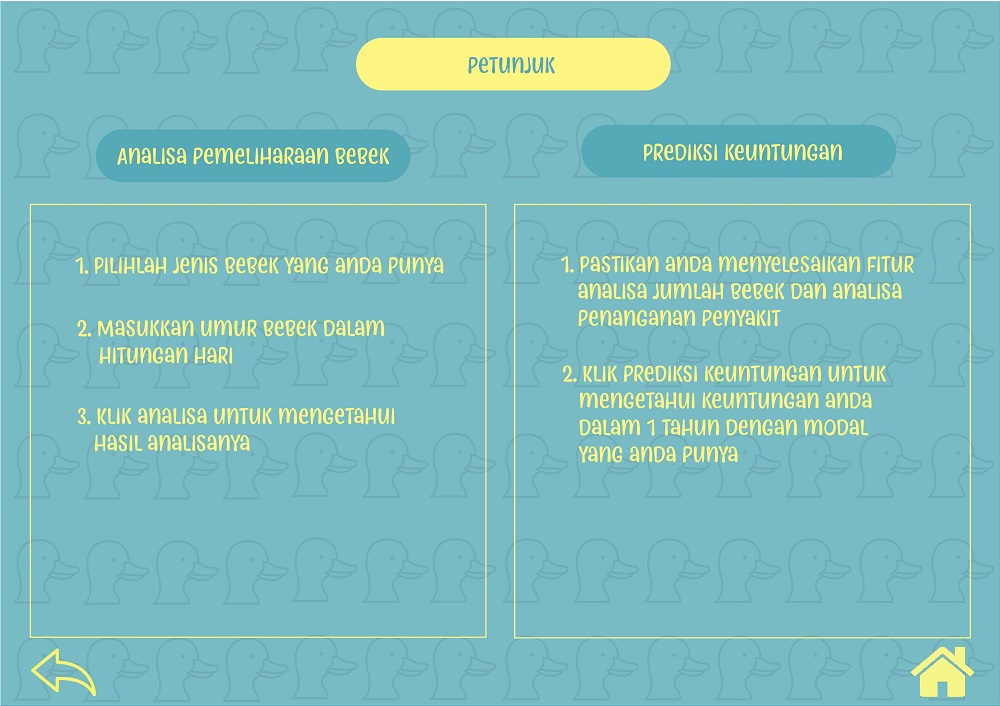 Petunjuk
Analisa Pemeliharaan Bebek
1. Pilihlah jenis bebek yang anda punya
2. Masukkan umur bebek dalam
hitungan hari
3. Klik analisa untuk mengetahui
hasil analisanya
Prediksi Keuntungan
1. Pastikan anda menyelesaikan fitur
analisa jumlah bebek dan analisa
penanganan penyakit
2. Klik prediksi keuntungan untuk
mengetahui keuntungan anda
dalam 1 tahun dengan modal
yang anda punya